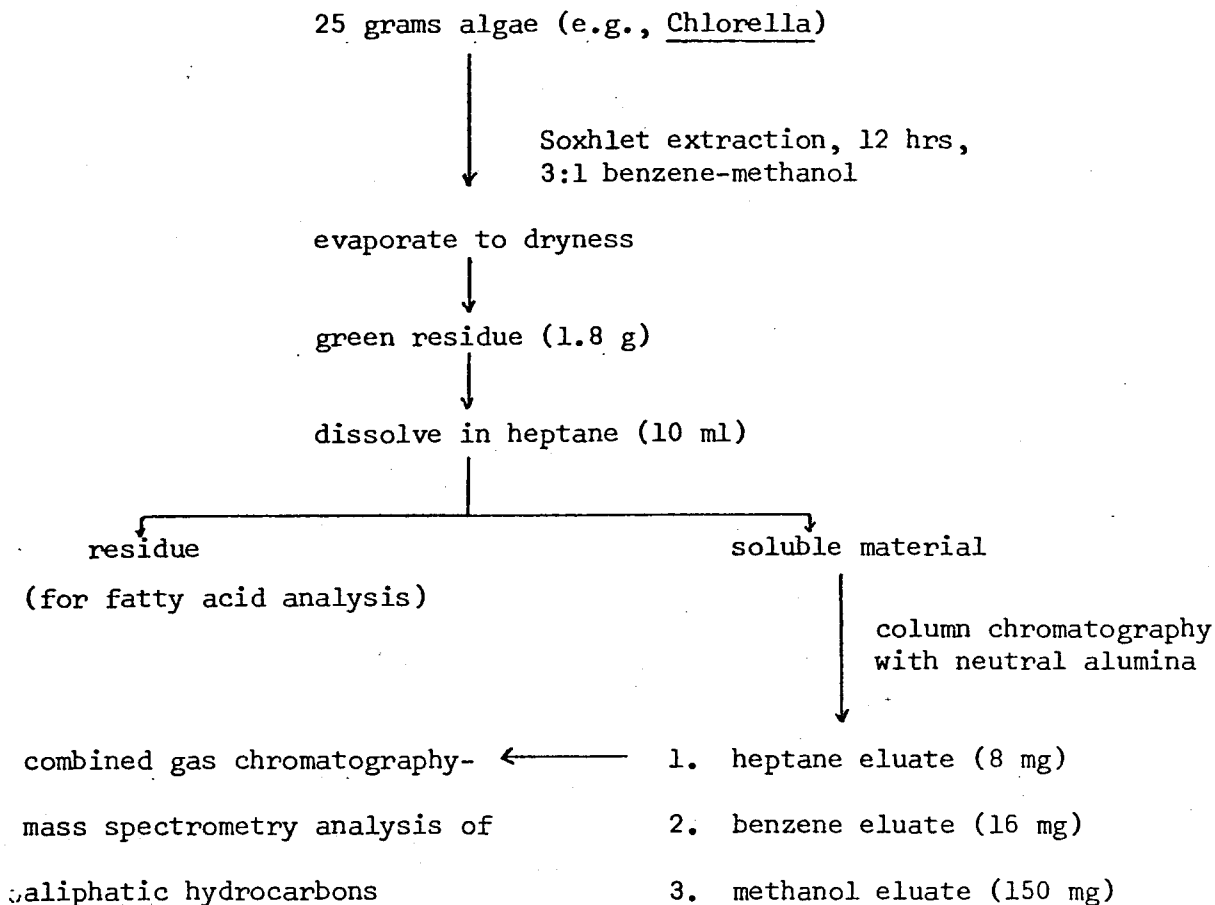 25 grams algae (e.g., Chlorella)
Soxhlet extraction, 12 hrs,
3:1 benzene-methanol
evaporate to dryness
green residue (1.8 g)
dissolve in heptane (10 ml)
residue
(for fatty acid analysis)
soluble material
column chromatography
with neutral alumina
combined gas chromatography-
mass spectrometry analysis of
aliphatic hydrocarbons
1. heptane eluate (8 mg)
2. benzene eluate (16 mg)
3. methanol eluate (150 mg)